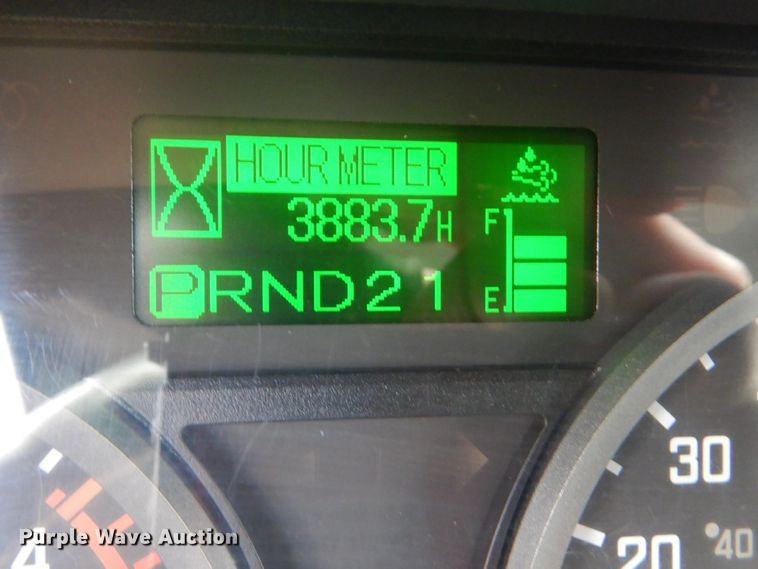 HOUR METER
3883.7H
F
PRND21
E
30
4
20
40
Purple Wave Auction